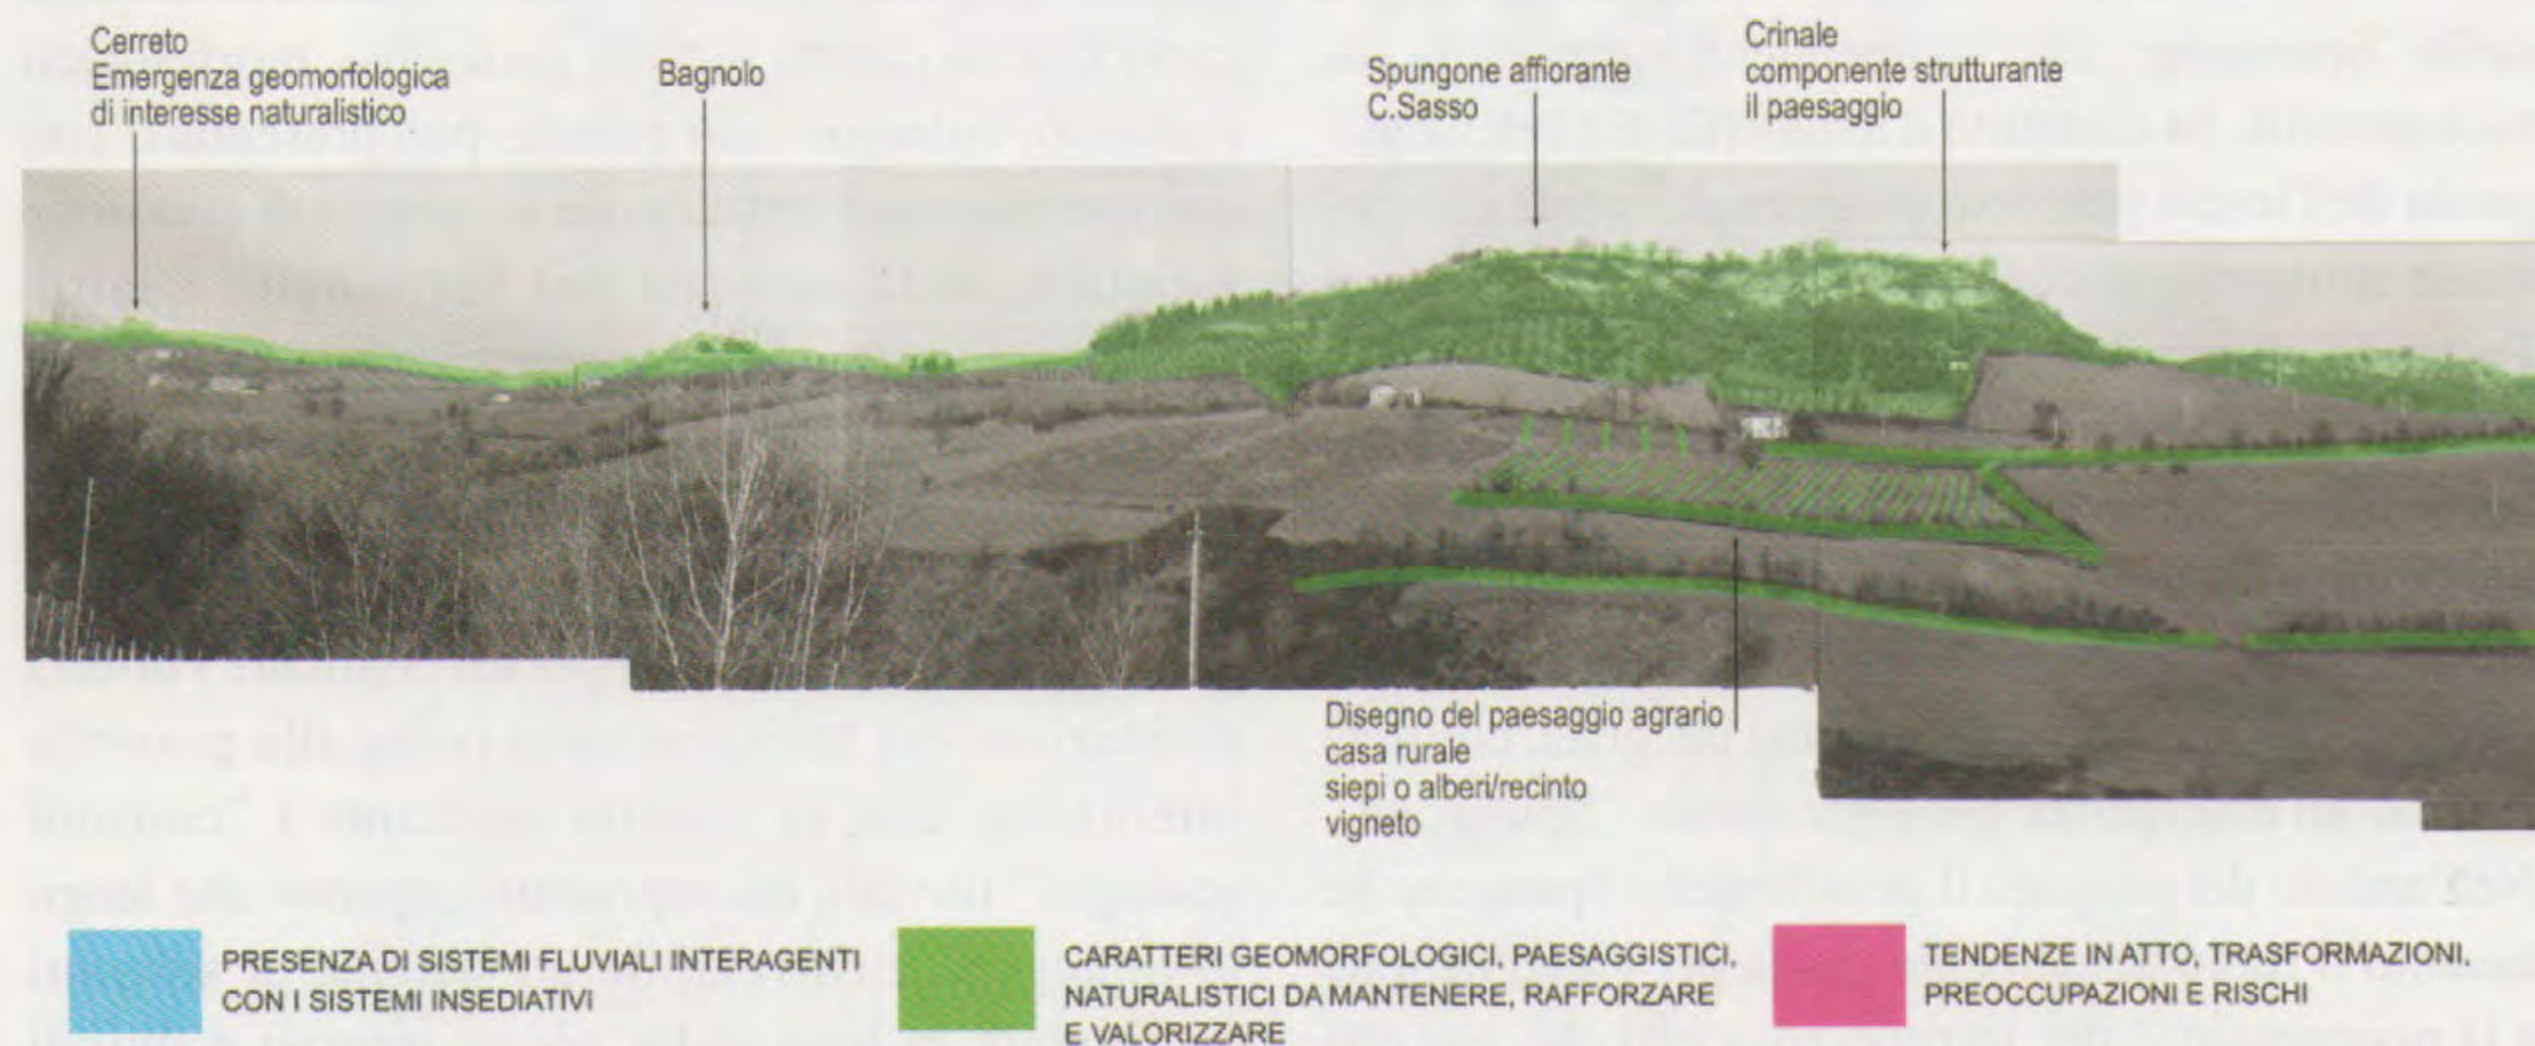 Cerreto
Emergenza geomorfologica
di interesse naturalistico
Bagnolo
Spungone affiorante
C.Sasso
Crinale
componente strutturante
il paesaggio
Disegno del paesaggio agrario
casa rurale
siepi o alberi/recinto
vigneto
PRESENZA DI SISTEMI FLUVIALI INTERAGENTI
CON I SISTEMI INSEDIATIVI
CARATTERI GEOMORFOLOGICI, PAESAGGISTICI,
NATURALISTICI DA MANTENERE, RAFFORZARE
E VALORIZZARE
TENDENZE IN ATTO, TRASFORMAZIONI,
PREOCCUPAZIONI E RISCHI